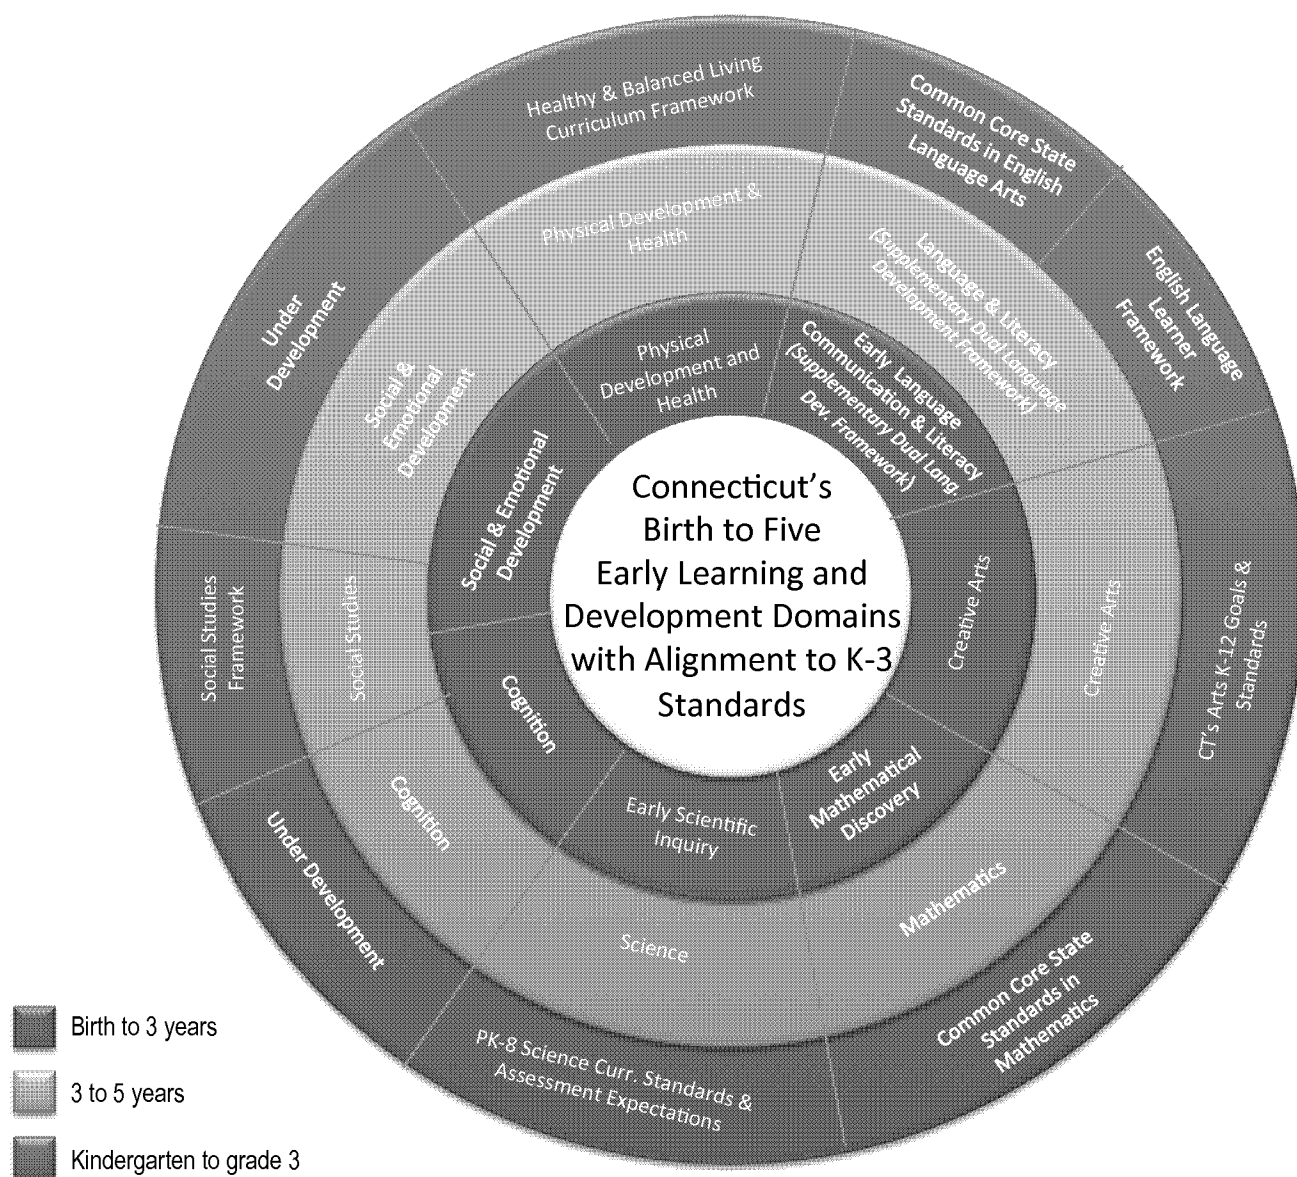 Healthy & Balanced Living
Curriculum Framework
Common Core State
Standards in English
Language Arts
English Language
Learner
Framework
CT's Arts K-12 Goals &
Standards
Common Core State
Standards in
Mathematics
PK-8 Science Curr. Standards &
Assessment Expectations
Under Development
Social Studies
Framework
Under
Development
Physical Development &
Health
Language & Literacy
(Supplementary Dual Language
Development Framework)
Creative Arts
Mathematics
Science
Cognition
Social Studies
Social &
Emotional
Development
Physical
Development and
Health
Early Language
Communication & Literacy
(Supplementary Dual Lang.
Dev. Framework)
Creative Arts
Early
Mathematical
Discovery
Early Scientific
Inquiry
Cognition
Social & Emotional
Development
Connecticut's
Birth to Five
Early Learning and
Development Domains
with Alignment to K-3
Standards
Birth to 3 years
3 to 5 years
Kindergarten to grade 3